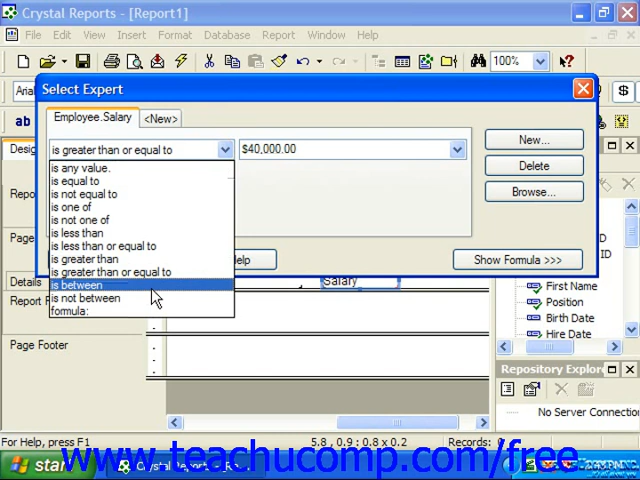 Crystal Reports - [Report1]
File Edit View Insert Format Database Report Window Help
100%
Select Expert
Employee.Salary <New>
is greater than or equal to $40,000.00 New...
is any value.
is equal to
is not equal to
is one of
is not one of
is less than
is less than or equal to
is greater than
is greater than or equal to
is between
is not between
formula:
Delete
Browse...
Show Formula >>>
Details
Salary
First Name
Position
Birth Date
Hire Date
Page Footer
Repository Explor
No Server Connection
For Help, press F1 5.8 , 0.9 : 0.8 x 0.2 Records: 0
start Crystal Reports - [Re
www.teachucomp.com/free